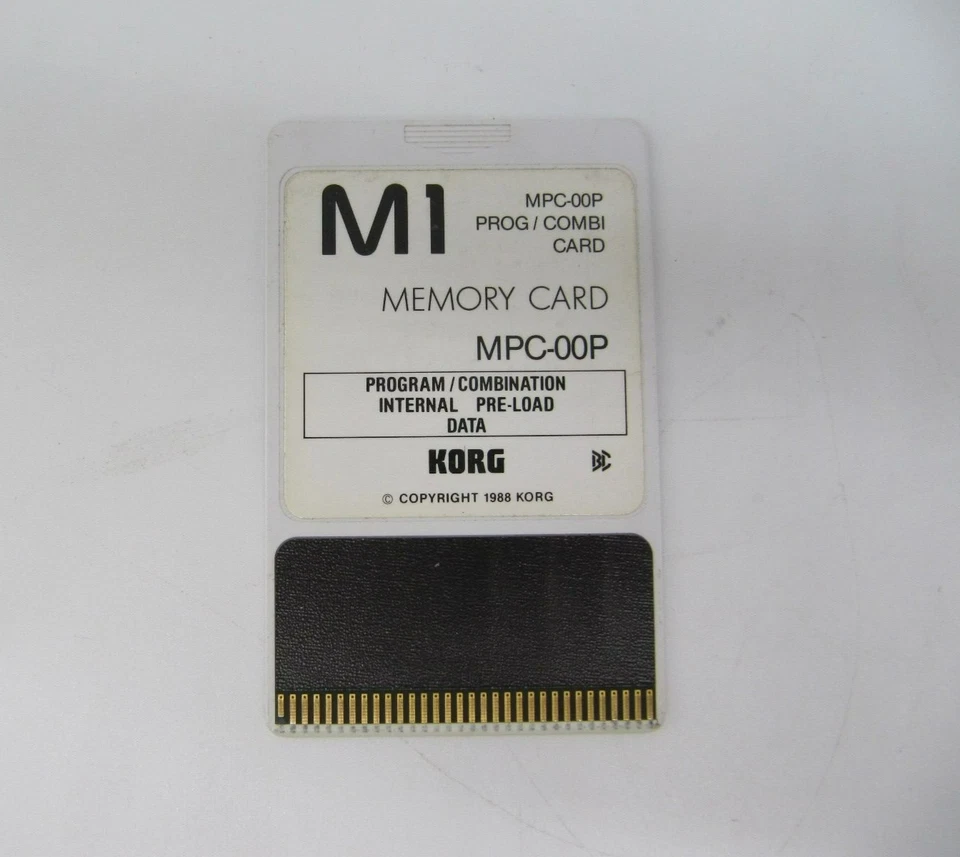 M1
MPC-00P
PROG / COMBI
CARD
MEMORY CARD
MPC-00P
PROGRAM / COMBINATION
INTERNAL PRE-LOAD
DATA
KORG
© COPYRIGHT 1988 KORG